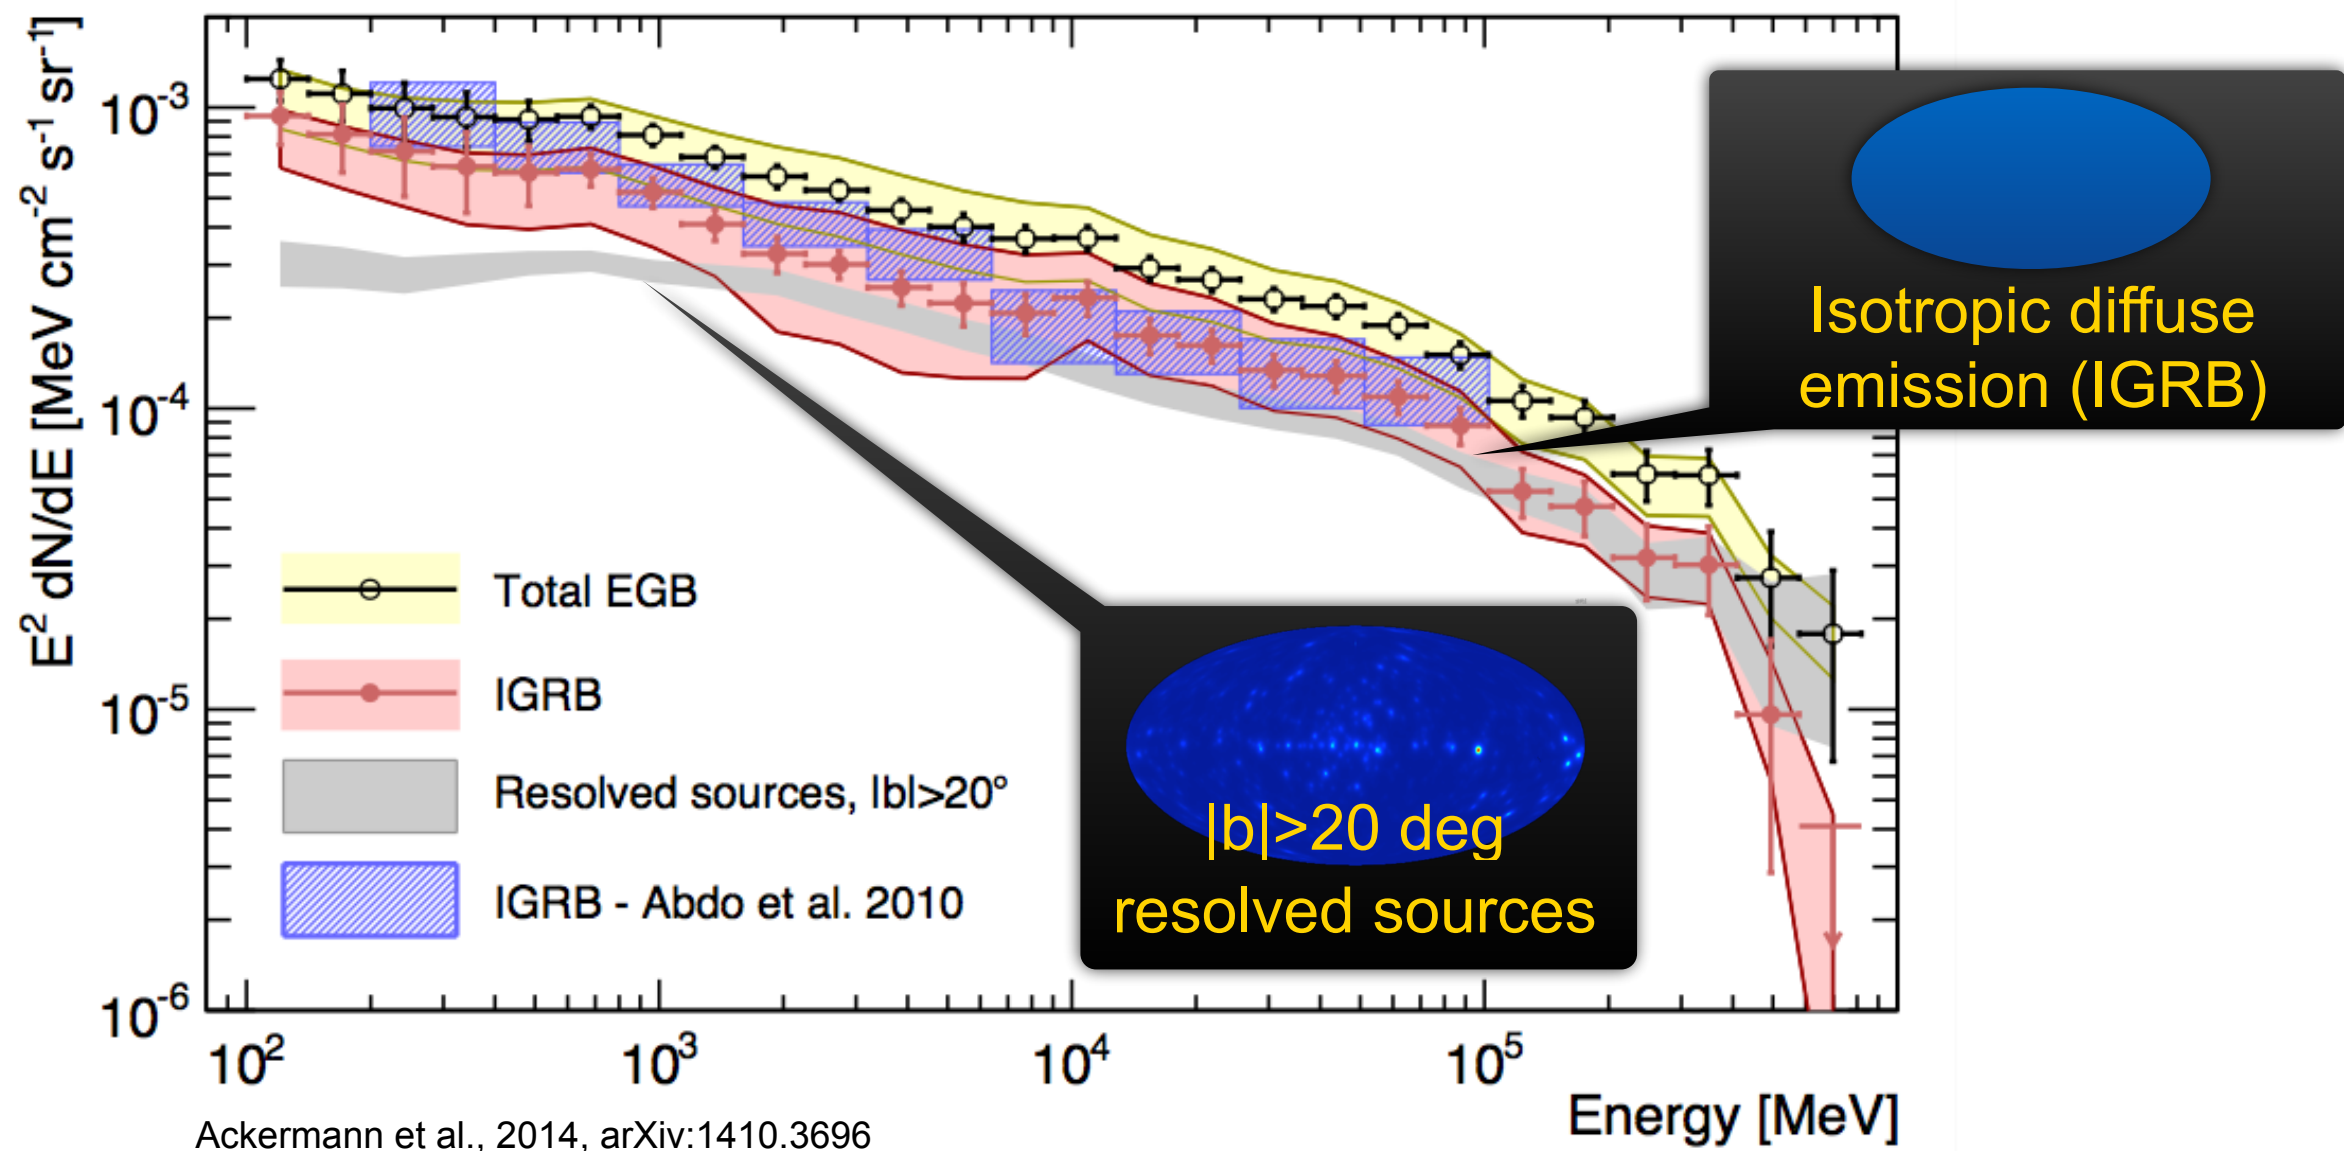 E² dN/dE [MeV cm⁻² s⁻¹ sr⁻¹]
10⁻³
10⁻⁴
10⁻⁵
10⁻⁶
Isotropic diffuse
emission (IGRB)
Total EGB
IGRB
Resolved sources, |b|>20°
IGRB - Abdo et al. 2010
|b|>20 deg
resolved sources
10²
10³
10⁴
10⁵
Energy [MeV]
Ackermann et al., 2014, arXiv:1410.3696